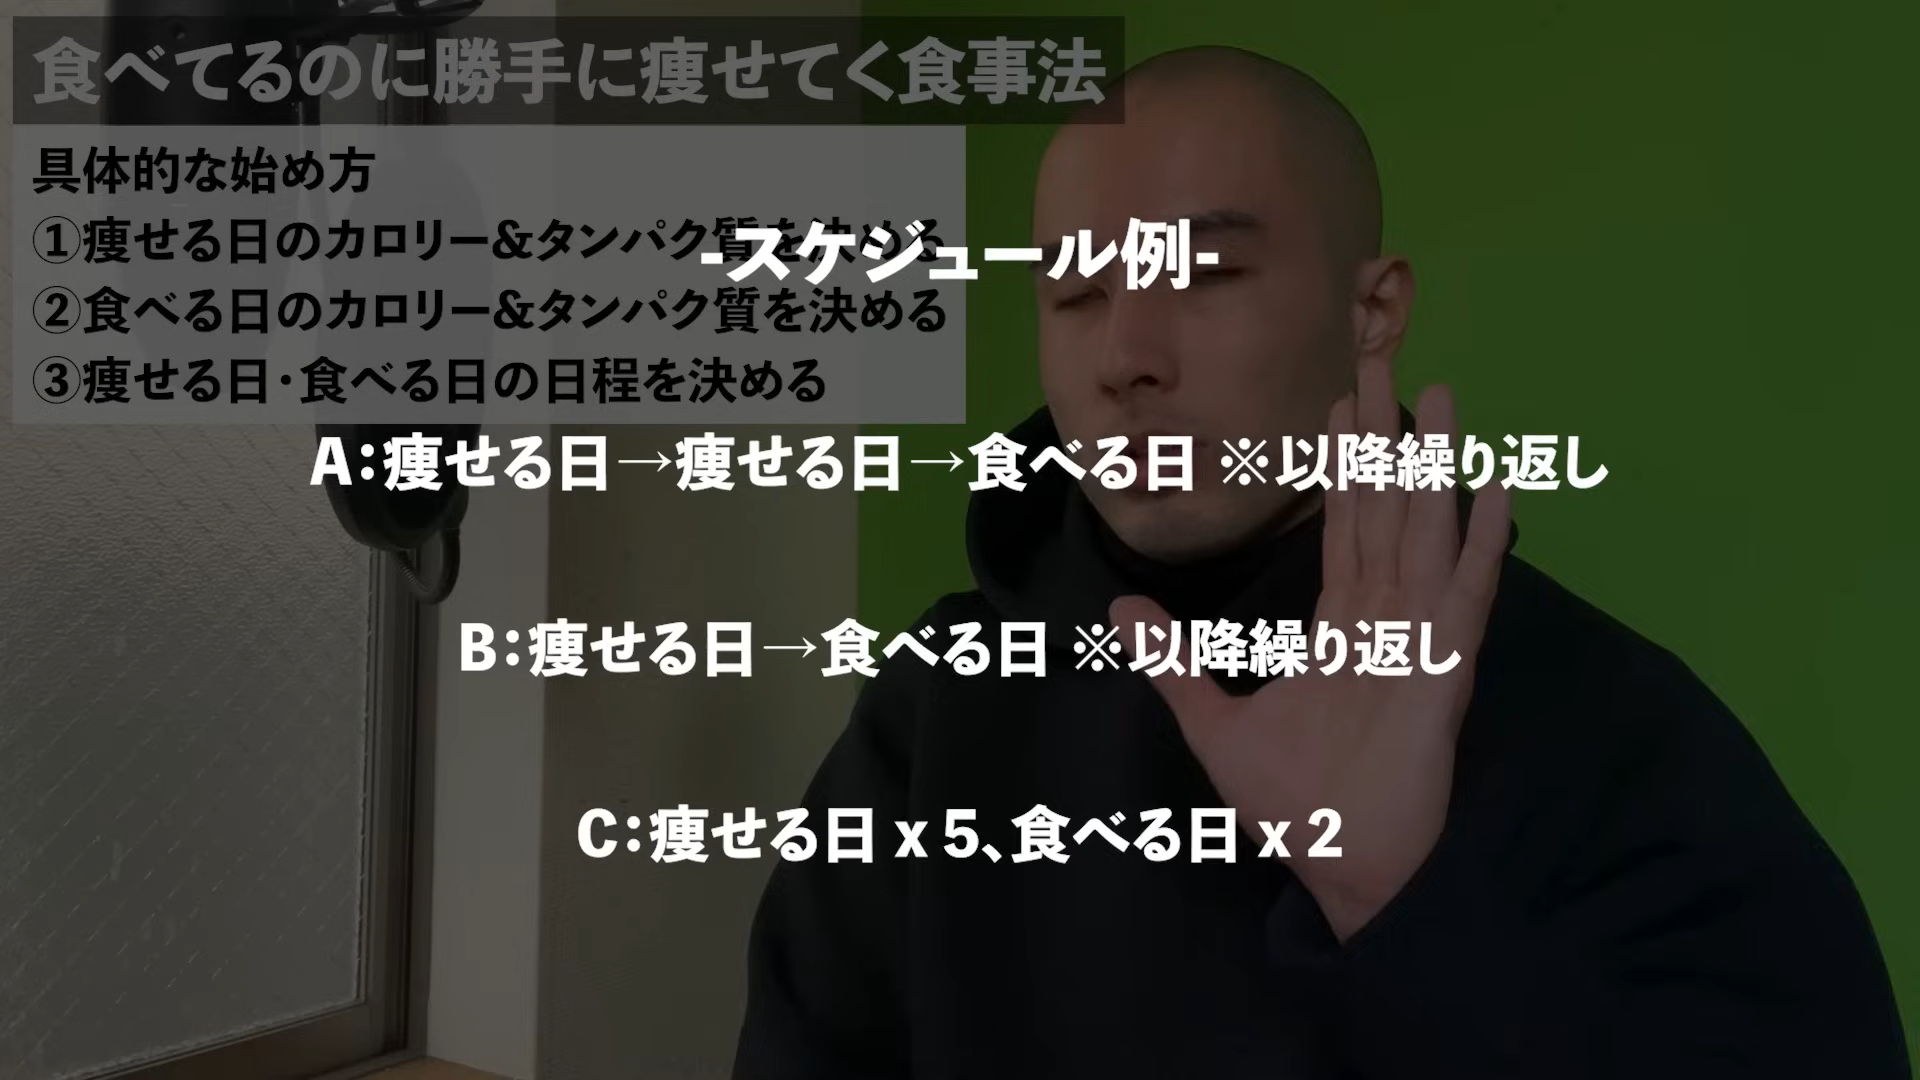 食べてるのに勝手に痩せてく食事法
具体的な始め方
①痩せる日のカロリー&タンパク質を決める
②食べる日のカロリー&タンパク質を決める
③痩せる日・食べる日の日程を決める
-スケジュール例-
A:痩せる日→痩せる日→食べる日 ※以降繰り返し
B:痩せる日→食べる日 ※以降繰り返し
C:痩せる日 x 5、食べる日 x 2